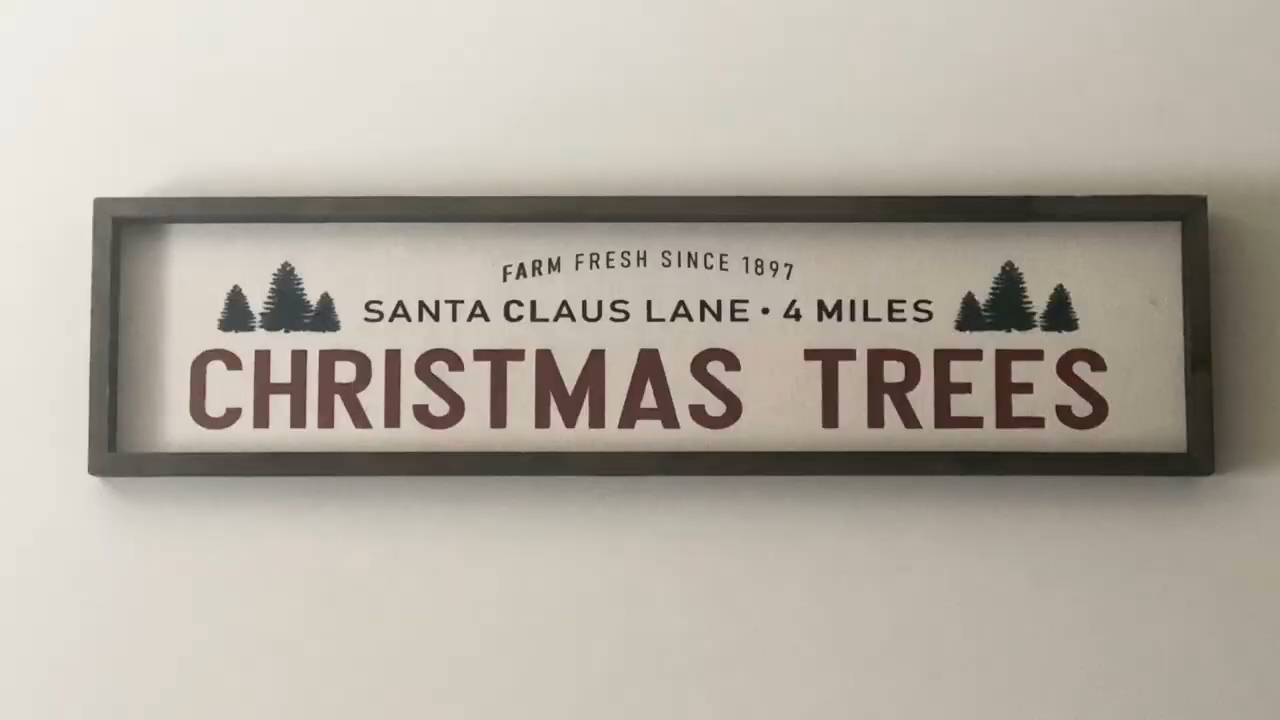 FARM FRESH SINCE 1897
SANTA CLAUS LANE • 4 MILES
CHRISTMAS TREES